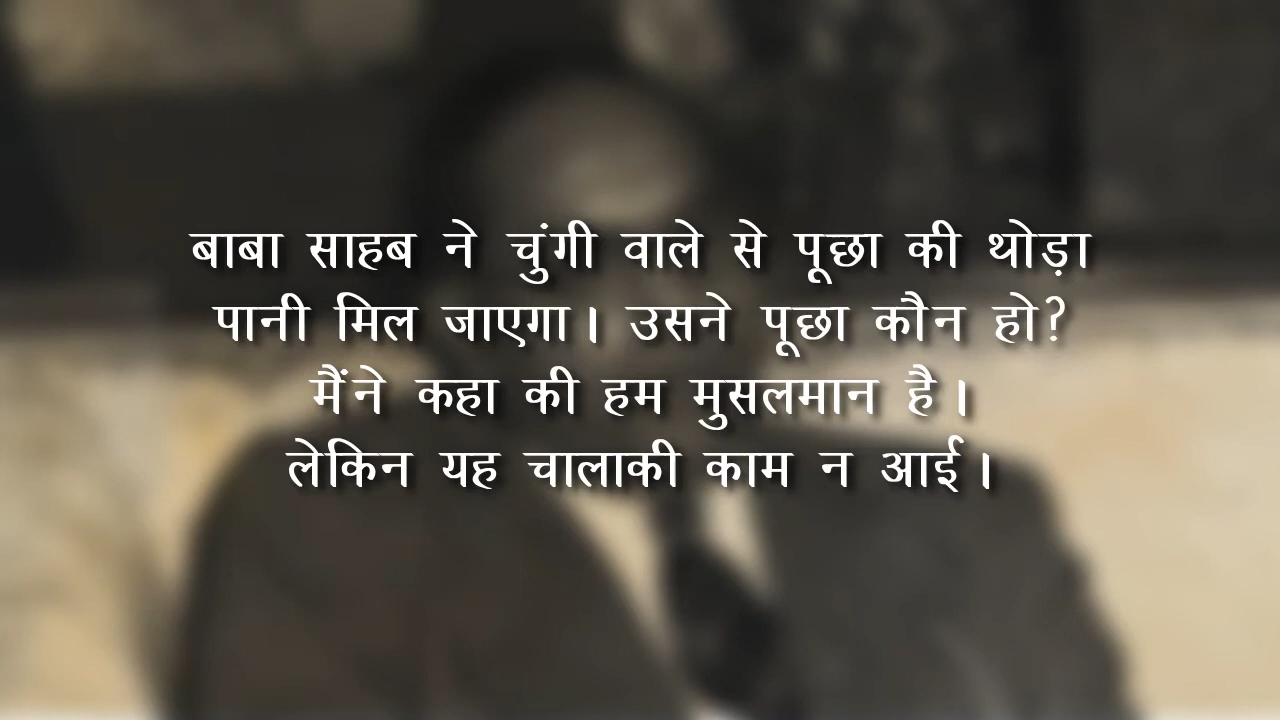 बाबा साहब ने चुंगी वाले से पूछा की थोड़ा
पानी मिल जाएगा। उसने पूछा कौन हो?
मैंने कहा की हम मुसलमान है।
लेकिन यह चालाकी काम न आई।